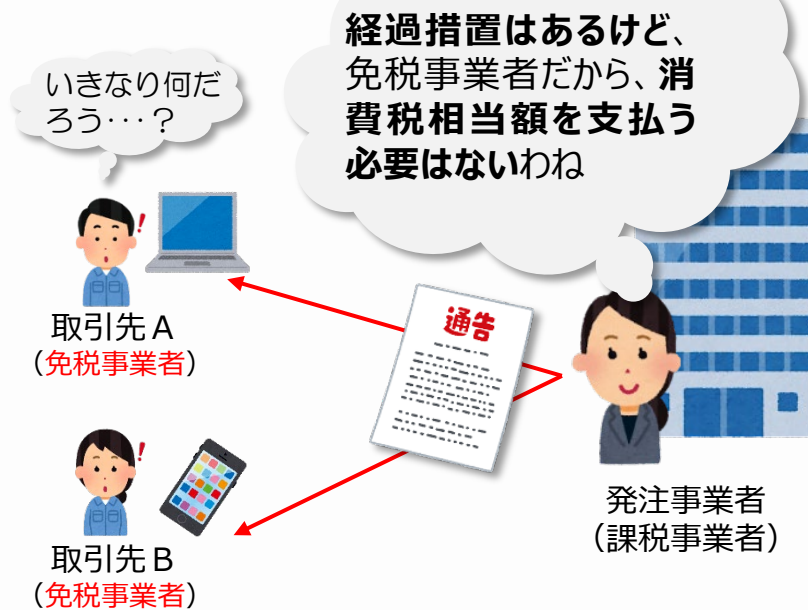 経過措置はあるけど、
免税事業者だから、消
費税相当額を支払う
必要はないわね
いきなり何だ
ろう・・・？
取引先Ａ
（免税事業者）
通告
取引先Ｂ
（免税事業者）
発注事業者
（課税事業者）